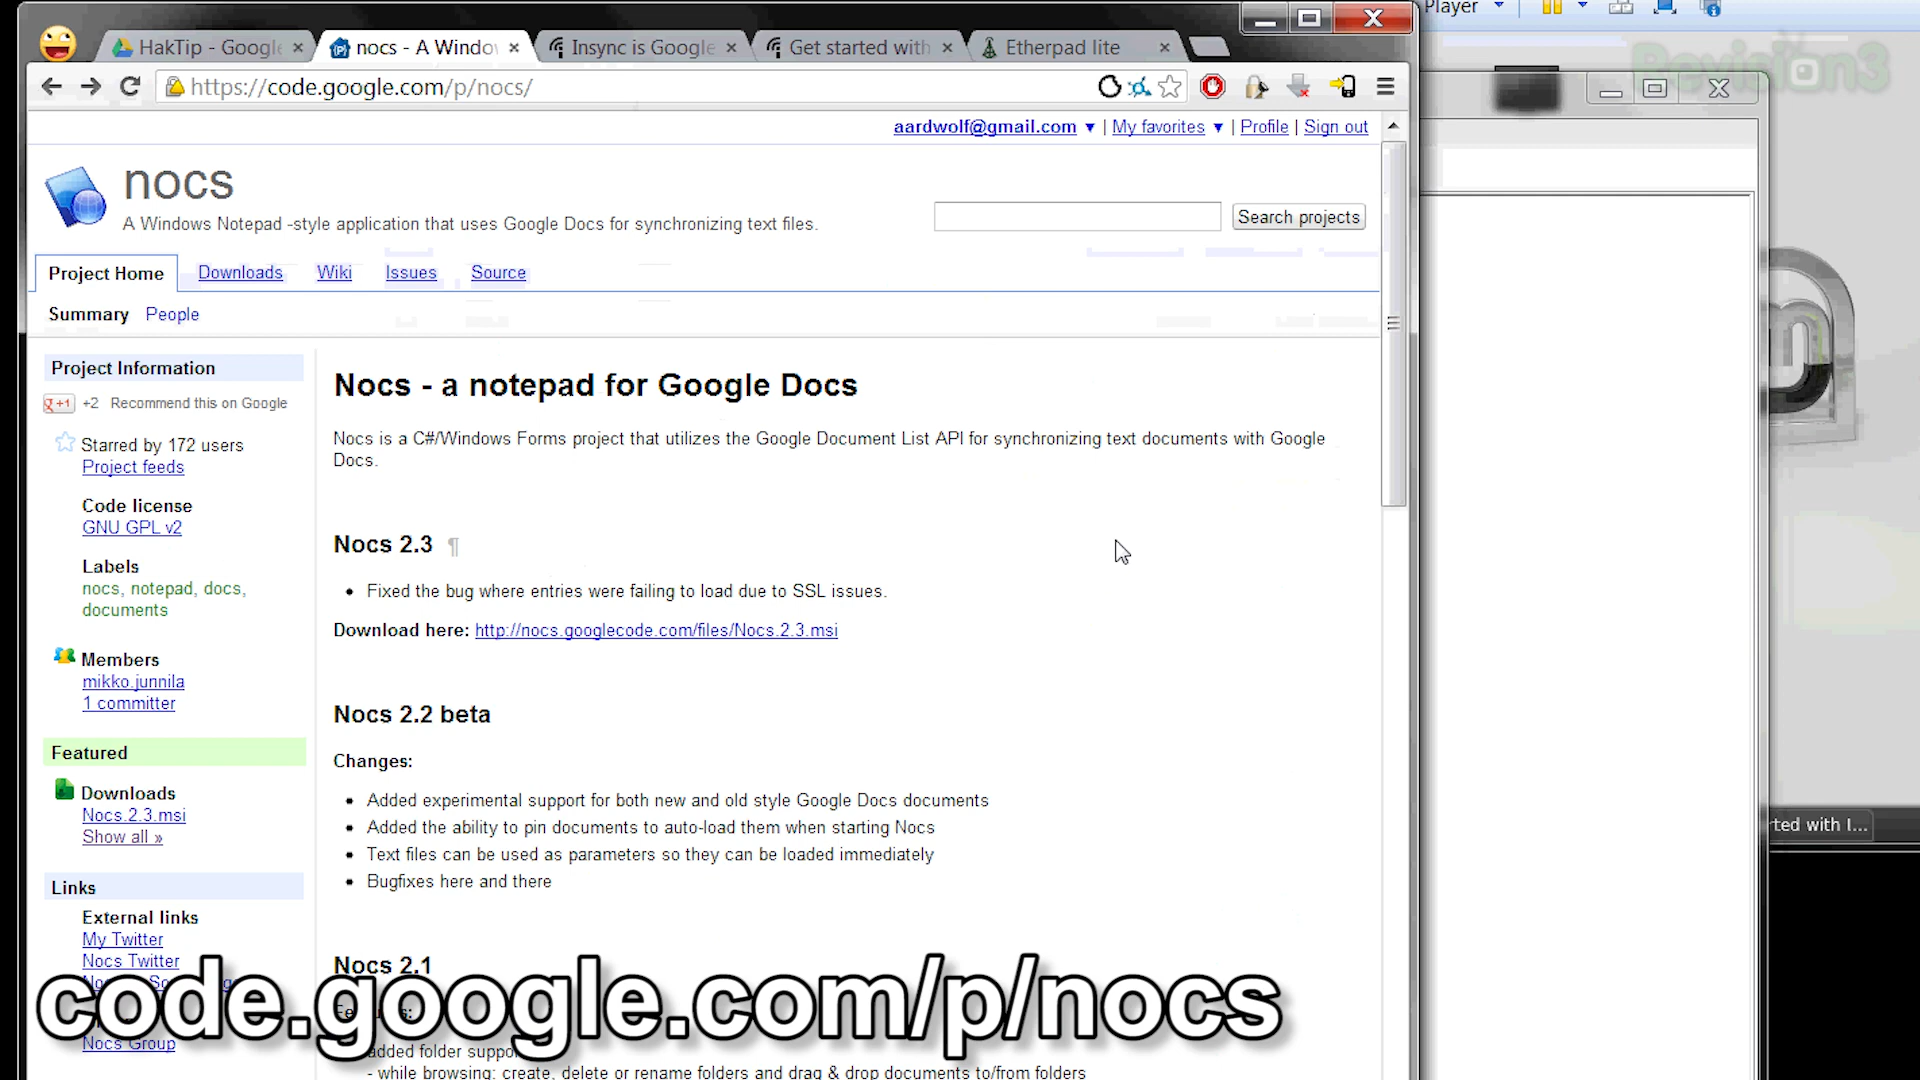 Player
Revision3
HakTip - Google
nocs - A Windo
Insync is Google
Get started with
Etherpad lite
https://code.google.com/p/nocs/
aardwolf@gmail.com ▼ | My favorites ▼ | Profile | Sign out
nocs
A Windows Notepad -style application that uses Google Docs for synchronizing text files.
Search projects
Project Home Downloads Wiki Issues Source
Summary People
Project Information
g+1 +2 Recommend this on Google
Starred by 172 users
Project feeds
Code license
GNU GPL v2
Labels
nocs, notepad, docs,
documents
Members
mikko.junnila
1 committer
Featured
Downloads
Nocs.2.3.msi
Show all »
Links
External links
My Twitter
Nocs Twitter
Nocs Group
Nocs - a notepad for Google Docs
Nocs is a C#/Windows Forms project that utilizes the Google Document List API for synchronizing text documents with Google
Docs.
Nocs 2.3 ¶
• Fixed the bug where entries were failing to load due to SSL issues.
Download here: http://nocs.googlecode.com/files/Nocs.2.3.msi
Nocs 2.2 beta
Changes:
• Added experimental support for both new and old style Google Docs documents
• Added the ability to pin documents to auto-load them when starting Nocs
• Text files can be used as parameters so they can be loaded immediately
• Bugfixes here and there
Nocs 2.1
added folder suppo
- while browsing: create, delete or rename folders and drag & drop documents to/from folders
code.google.com/p/nocs
rted with I...